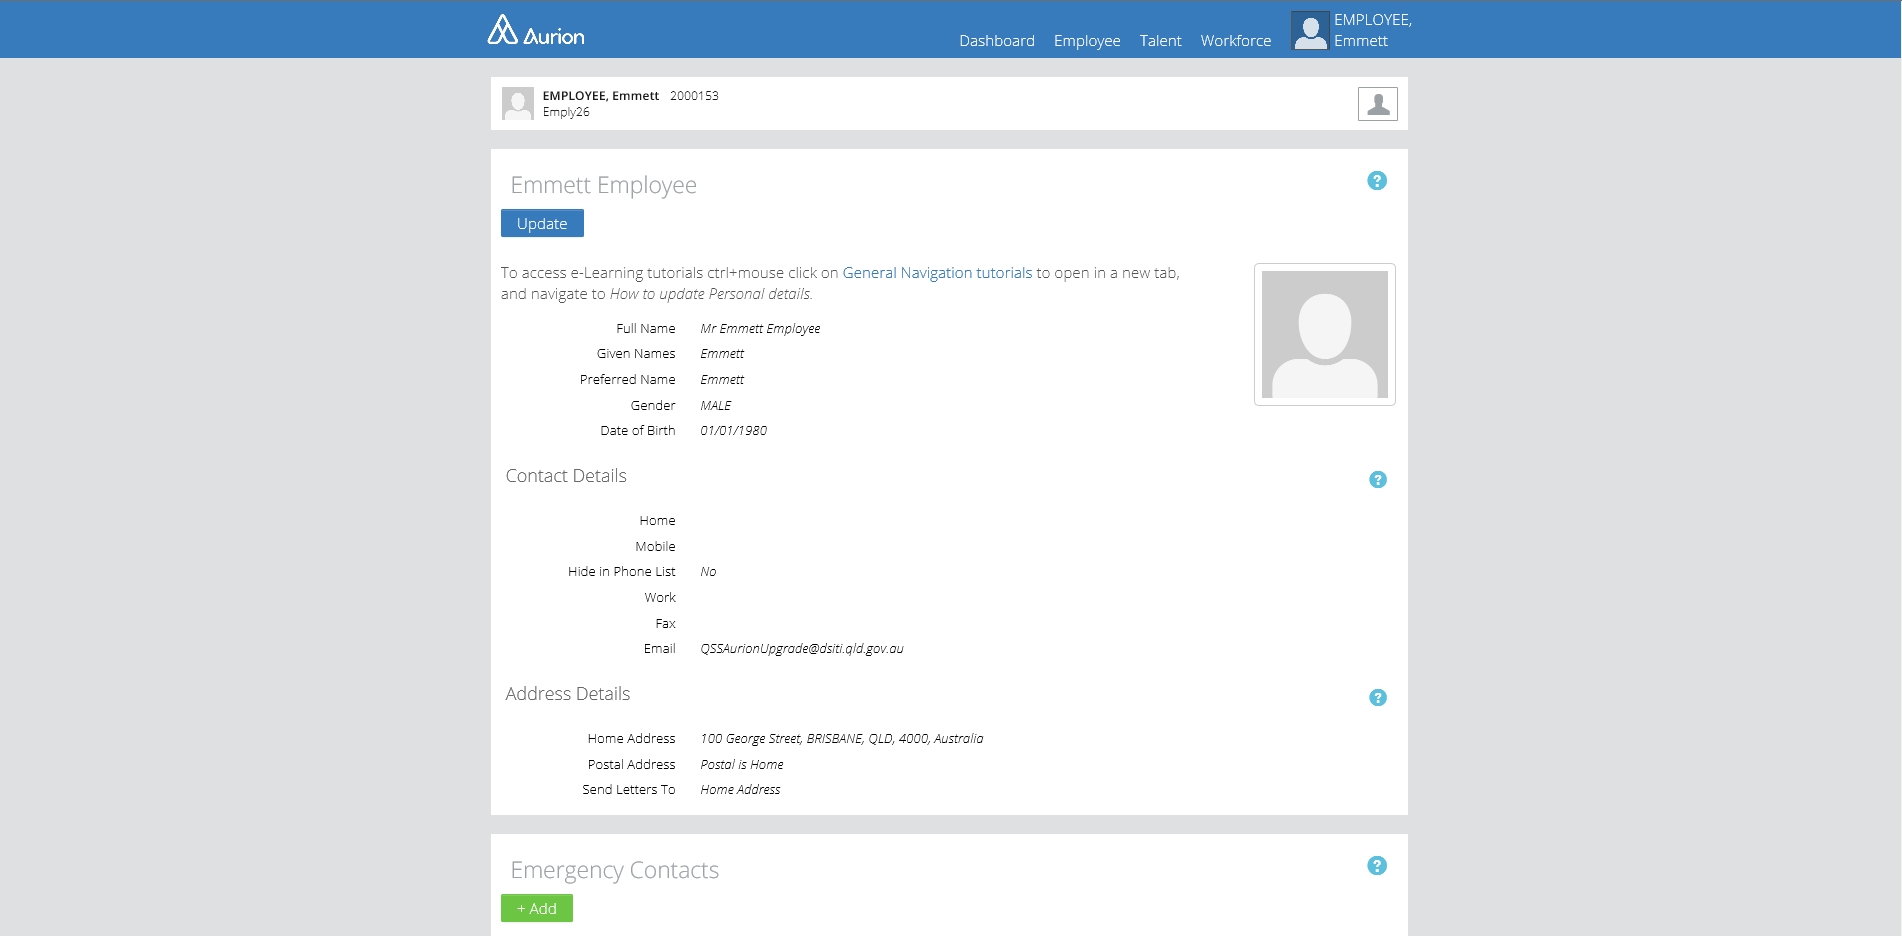 Aurion
Dashboard Employee Talent Workforce
EMPLOYEE,
Emmett
EMPLOYEE, Emmett 2000153
Emply26
Emmett Employee
?
Update
To access e-Learning tutorials ctrl+mouse click on General Navigation tutorials to open in a new tab,
and navigate to How to update Personal details.
Full Name Mr Emmett Employee
Given Names Emmett
Preferred Name Emmett
Gender MALE
Date of Birth 01/01/1980
Contact Details
?
Home
Mobile
Hide in Phone List No
Work
Fax
Email QSSAurionUpgrade@dsiti.qld.gov.au
Address Details
?
Home Address 100 George Street, BRISBANE, QLD, 4000, Australia
Postal Address Postal is Home
Send Letters To Home Address
Emergency Contacts
?
+ Add